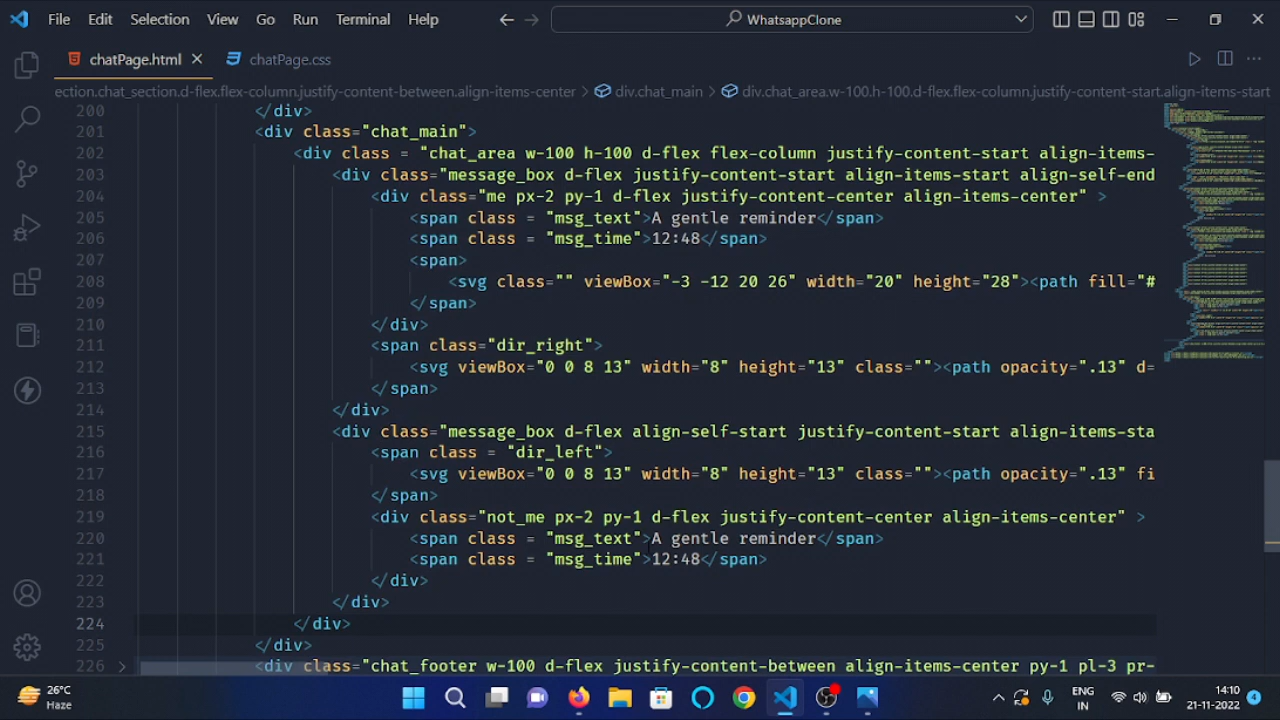 File Edit Selection View Go Run Terminal Help WhatsappClone
chatPage.html chatPage.css
ection.chat_section.d-flex.flex-column.justify-content-between.align-items-center > div.chat_main > div.chat_area.w-100.h-100.d-flex.flex-column.justify-content-start.align-items-start
200 </div>
201 <div class="chat_main">
202 <div class = "chat_area w-100 h-100 d-flex flex-column justify-content-start align-items-
203 <div class="message_box d-flex justify-content-start align-items-start align-self-end
204 <div class="me px-2 py-1 d-flex justify-content-center align-items-center" >
205 <span class = "msg_text">A gentle reminder</span>
206 <span class = "msg_time">12:48</span>
207 <span>
208 <svg class="" viewBox="-3 -12 20 26" width="20" height="28"><path fill="#
209 </span>
210 </div>
211 <span class="dir_right">
212 <svg viewBox="0 0 8 13" width="8" height="13" class=""><path opacity=".13" d=
213 </span>
214 </div>
215 <div class="message_box d-flex align-self-start justify-content-start align-items-sta
216 <span class = "dir_left">
217 <svg viewBox="0 0 8 13" width="8" height="13" class=""><path opacity=".13" fi
218 </span>
219 <div class="not_me px-2 py-1 d-flex justify-content-center align-items-center" >
220 <span class = "msg_text">A gentle reminder</span>
221 <span class = "msg_time">12:48</span>
222 </div>
223 </div>
224 </div>
225 </div>
226 <div class="chat_footer w-100 d-flex justify-content-between align-items-center py-1 pl-3 pr-
26°C
Haze
ENG
IN
14:10
21-11-2022
4